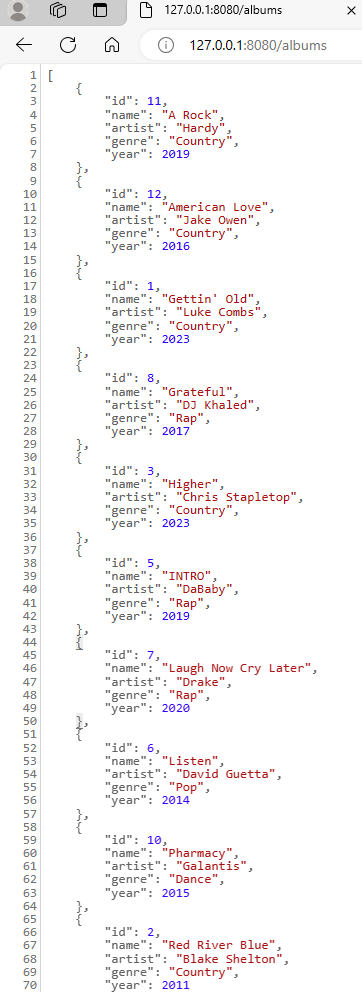 127.0.0.1:8080/albums
127.0.0.1:8080/albums
1 [
2     {
3         "id": 11,
4         "name": "A Rock",
5         "artist": "Hardy",
6         "genre": "Country",
7         "year": 2019
8     },
9     {
10         "id": 12,
11         "name": "American Love",
12         "artist": "Jake Owen",
13         "genre": "Country",
14         "year": 2016
15     },
16     {
17         "id": 1,
18         "name": "Gettin' Old",
19         "artist": "Luke Combs",
20         "genre": "Country",
21         "year": 2023
22     },
23     {
24         "id": 8,
25         "name": "Grateful",
26         "artist": "DJ Khaled",
27         "genre": "Rap",
28         "year": 2017
29     },
30     {
31         "id": 3,
32         "name": "Higher",
33         "artist": "Chris Stapletop",
34         "genre": "Country",
35         "year": 2023
36     },
37     {
38         "id": 5,
39         "name": "INTRO",
40         "artist": "DaBaby",
41         "genre": "Rap",
42         "year": 2019
43     },
44     {
45         "id": 7,
46         "name": "Laugh Now Cry Later",
47         "artist": "Drake",
48         "genre": "Rap",
49         "year": 2020
50     },
51     {
52         "id": 6,
53         "name": "Listen",
54         "artist": "David Guetta",
55         "genre": "Pop",
56         "year": 2014
57     },
58     {
59         "id": 10,
60         "name": "Pharmacy",
61         "artist": "Galantis",
62         "genre": "Dance",
63         "year": 2015
64     },
65     {
66         "id": 2,
67         "name": "Red River Blue",
68         "artist": "Blake Shelton",
69         "genre": "Country",
70         "year": 2011